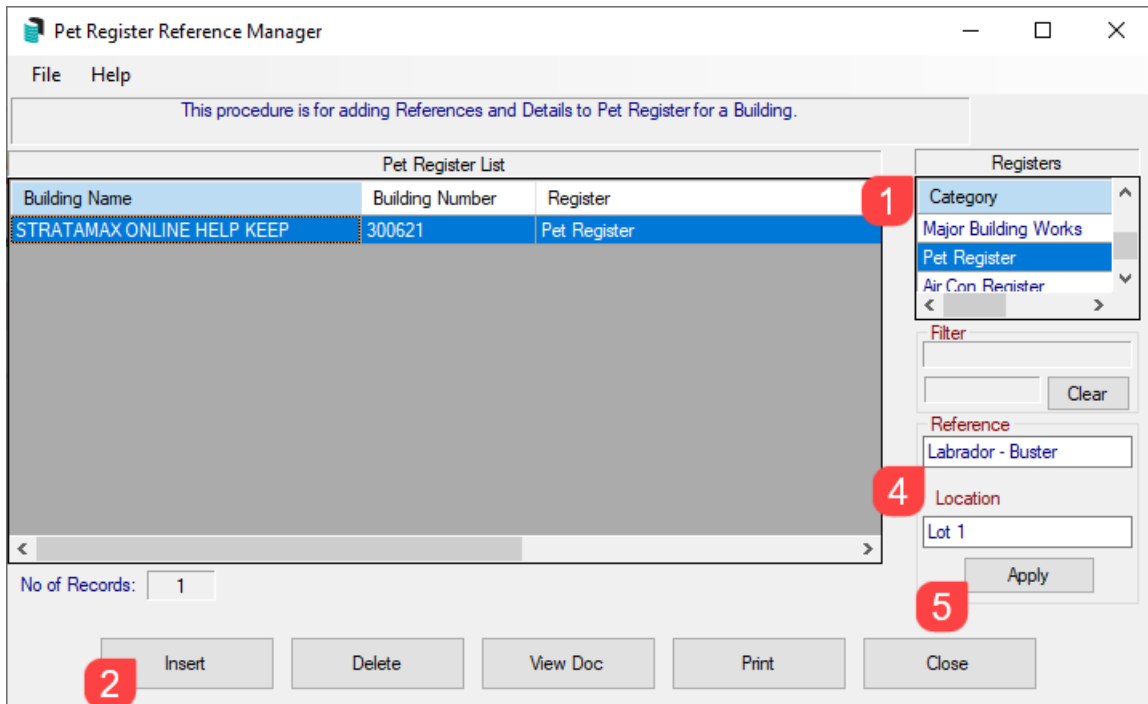 Pet Register Reference Manager
File Help
This procedure is for adding References and Details to Pet Register for a Building.
Pet Register List
Building Name Building Number Register
STRATAMAX ONLINE HELP KEEP 300621 Pet Register
Registers
1
Category
Major Building Works
Pet Register
Air Con Register
Filter
Clear
Reference
Labrador - Buster
4
Location
Lot 1
Apply
5
No of Records: 1
2
Insert Delete View Doc Print Close